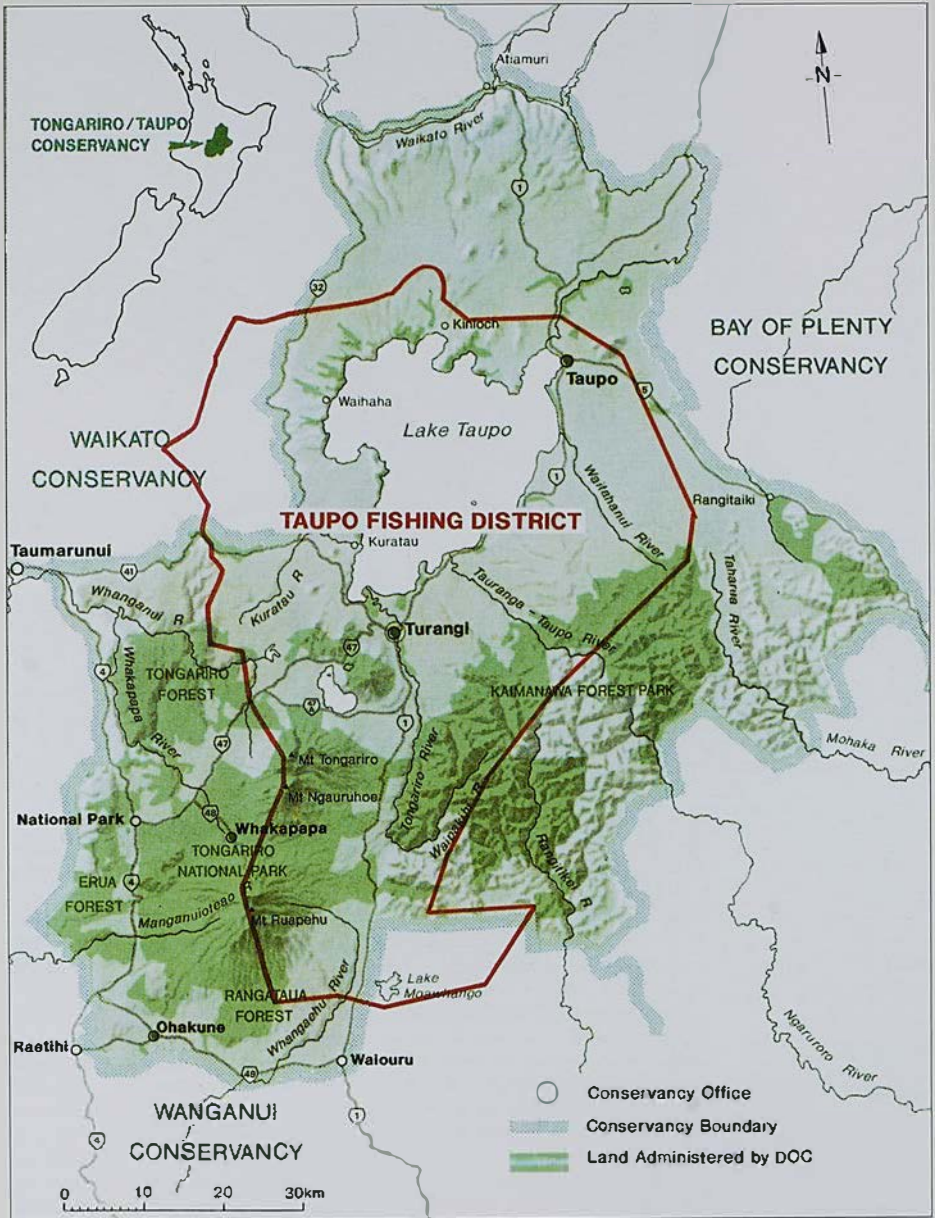 Atiamuri
N
TONGARIRO/TAUPO
CONSERVANCY
Waikato River
1
32
Kinloch
BAY OF PLENTY
CONSERVANCY
Taupo
5
Waihaha
Lake Taupo
WAIKATO
CONSERVANCY
1
Waitahanui River
Rangitaiki
TAUPO FISHING DISTRICT
Kuratau
Taumarunui
41
Whanganui R
Kuratau R
Tauranga - Taupo River
Taharua River
Turangi
47
4
Whakapapa River
TONGARIRO
FOREST
KAIMANAWA FOREST PARK
47
1
Mohaka River
Mt Tongariro
Mt Ngauruhoe
Tongariro River
Waipakihi R
National Park
48
Whakapapa
TONGARIRO
NATIONAL PARK
Rangitikei R
ERUA
FOREST
4
Manganuioteao
Mt Ruapehu
Lake
Moawhango
RANGATAUA
FOREST
Whangaehu River
Ngaruroro River
Ohakune
Raetihi
Waiouru
49
WANGANUI
CONSERVANCY
4
1
Conservancy Office
Conservancy Boundary
Land Administered by DOC
0 10 20 30km